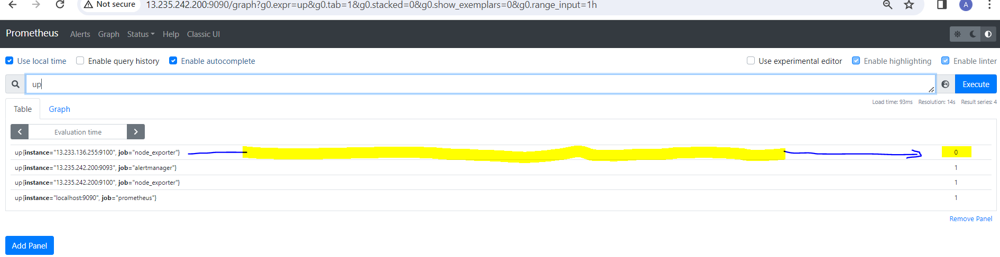 Not secure 13.235.242.200:9090/graph?g0.expr=up&g0.tab=1&g0.stacked=0&g0.show_exemplars=0&g0.range_input=1h A
Prometheus Alerts Graph Status Help Classic UI
Use local time Enable query history Enable autocomplete Use experimental editor Enable highlighting Enable linter
up Execute
Load time: 93ms Resolution: 14s Result series: 4
Table Graph
Evaluation time
up{instance="13.233.136.255:9100", job="node_exporter"} 0
up{instance="13.235.242.200:9093", job="alertmanager"} 1
up{instance="13.235.242.200:9100", job="node_exporter"} 1
up{instance="localhost:9090", job="prometheus"} 1
Remove Panel
Add Panel